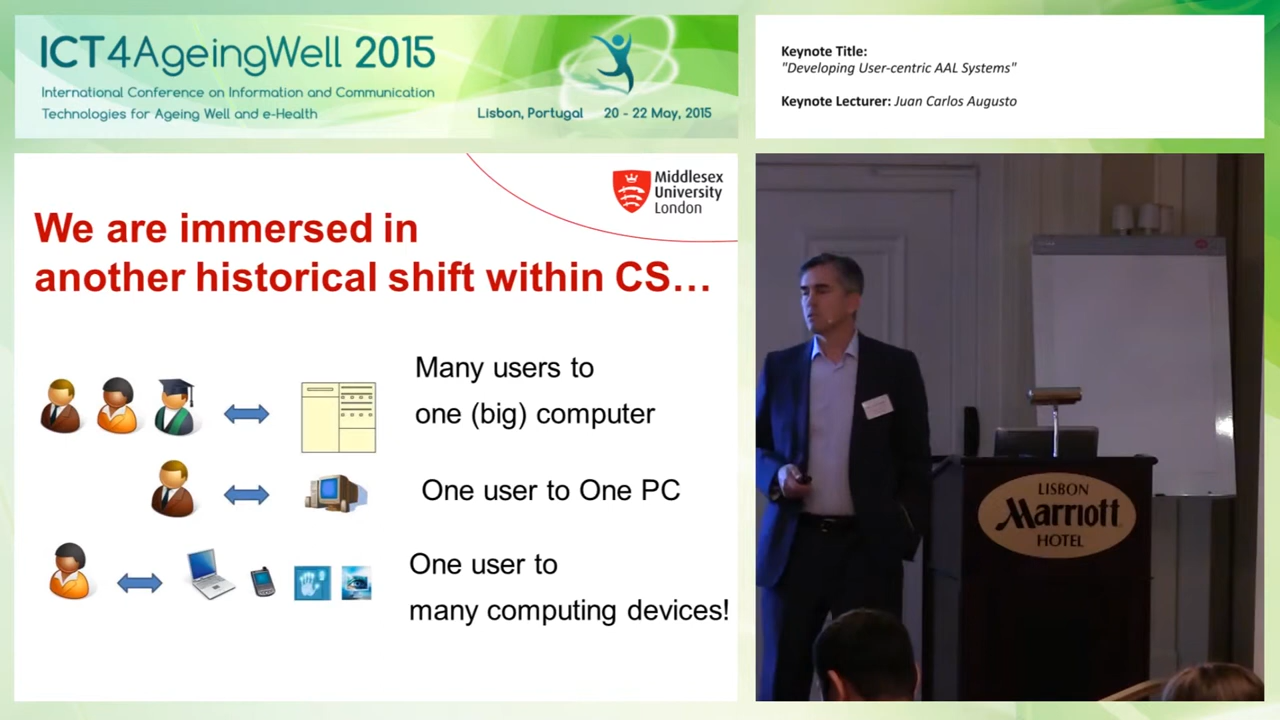 ICT4AgeingWell 2015
International Conference on Information and Communication
Technologies for Ageing Well and e-Health
Lisbon, Portugal 20 - 22 May, 2015
Keynote Title:
"Developing User-centric AAL Systems"
Keynote Lecturer: Juan Carlos Augusto
Middlesex
University
London
We are immersed in
another historical shift within CS...
Many users to
one (big) computer
One user to One PC
One user to
many computing devices!
LISBON
Marriott
HOTEL